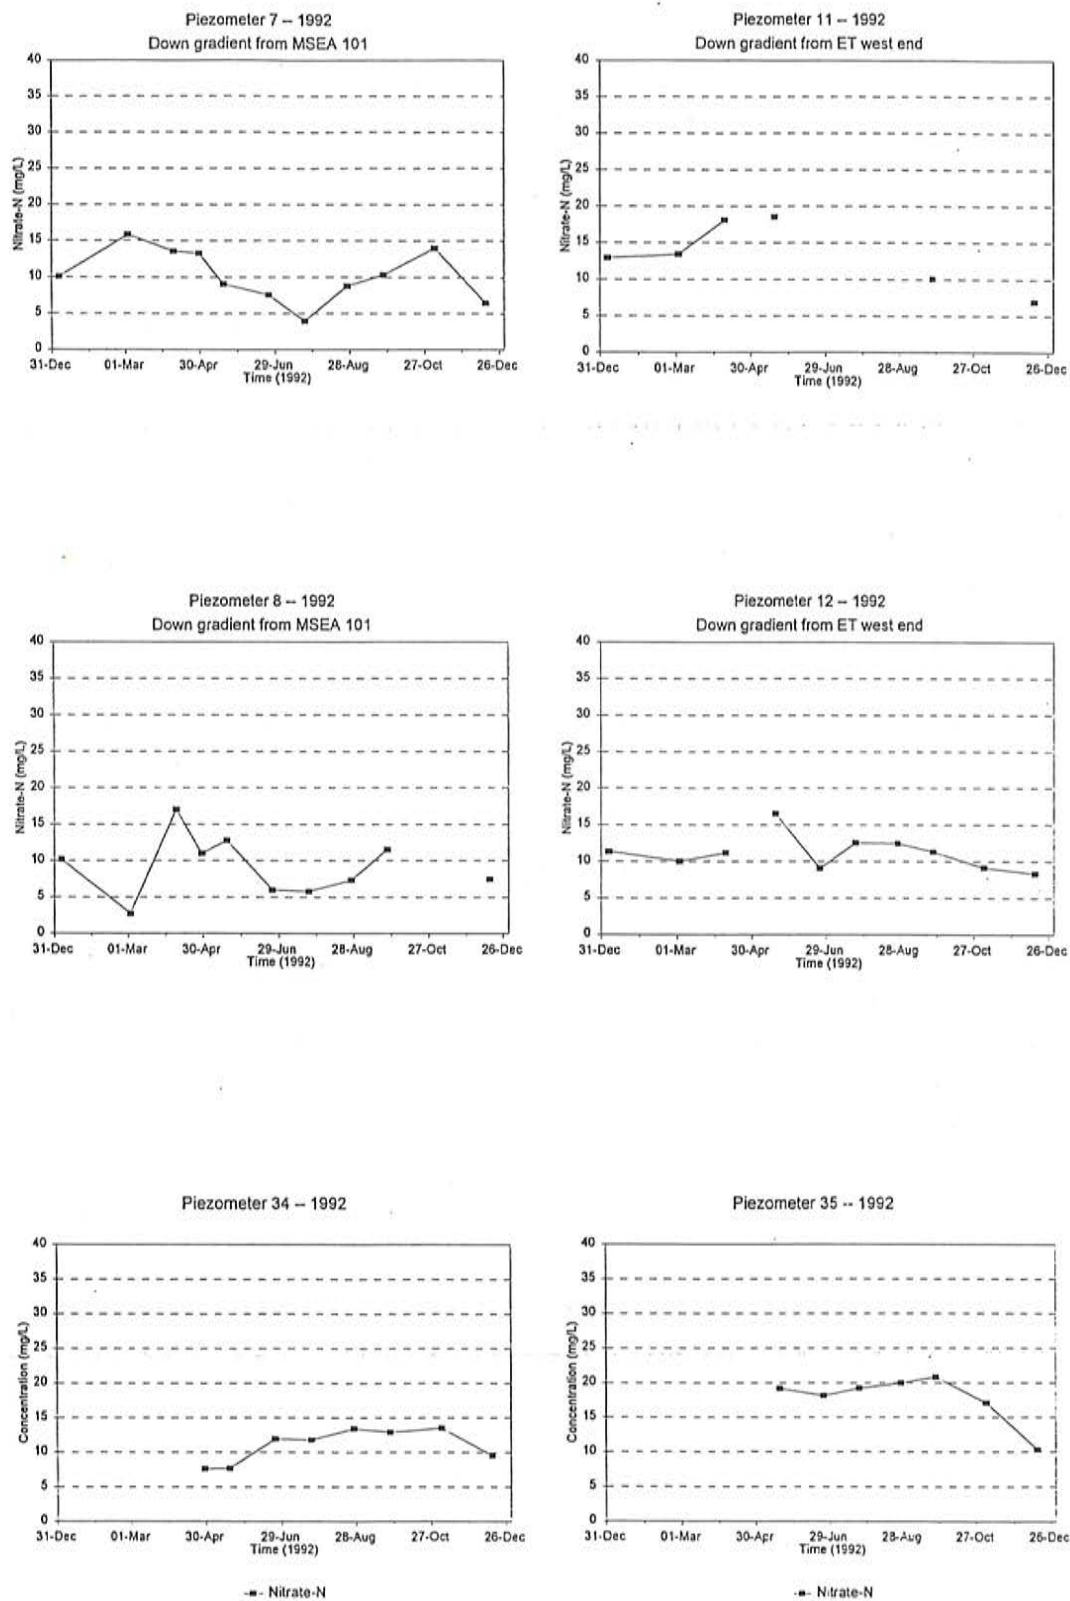 Piezometer 7 -- 1992
Down gradient from MSEA 101
40
35
30
25
20
15
10
5
0
Nitrate-N (mg/L)
31-Dec 01-Mar 30-Apr 29-Jun 28-Aug 27-Oct 26-Dec
Time (1992)
Piezometer 11 -- 1992
Down gradient from ET west end
40
35
30
25
20
15
10
5
0
Nitrate-N (mg/L)
31-Dec 01-Mar 30-Apr 29-Jun 28-Aug 27-Oct 26-Dec
Time (1992)
Piezometer 8 -- 1992
Down gradient from MSEA 101
40
35
30
25
20
15
10
5
0
Nitrate-N (mg/L)
31-Dec 01-Mar 30-Apr 29-Jun 28-Aug 27-Oct 26-Dec
Time (1992)
Piezometer 12 -- 1992
Down gradient from ET west end
40
35
30
25
20
15
10
5
0
Nitrate-N (mg/L)
31-Dec 01-Mar 30-Apr 29-Jun 28-Aug 27-Oct 26-Dec
Time (1992)
Piezometer 34 -- 1992
40
35
30
25
20
15
10
5
0
Concentration (mg/L)
31-Dec 01-Mar 30-Apr 29-Jun 28-Aug 27-Oct 26-Dec
Time (1992)
Nitrate-N
Piezometer 35 -- 1992
40
35
30
25
20
15
10
5
0
Concentration (mg/L)
31-Dec 01-Mar 30-Apr 29-Jun 28-Aug 27-Oct 26-Dec
Time (1992)
Nitrate-N